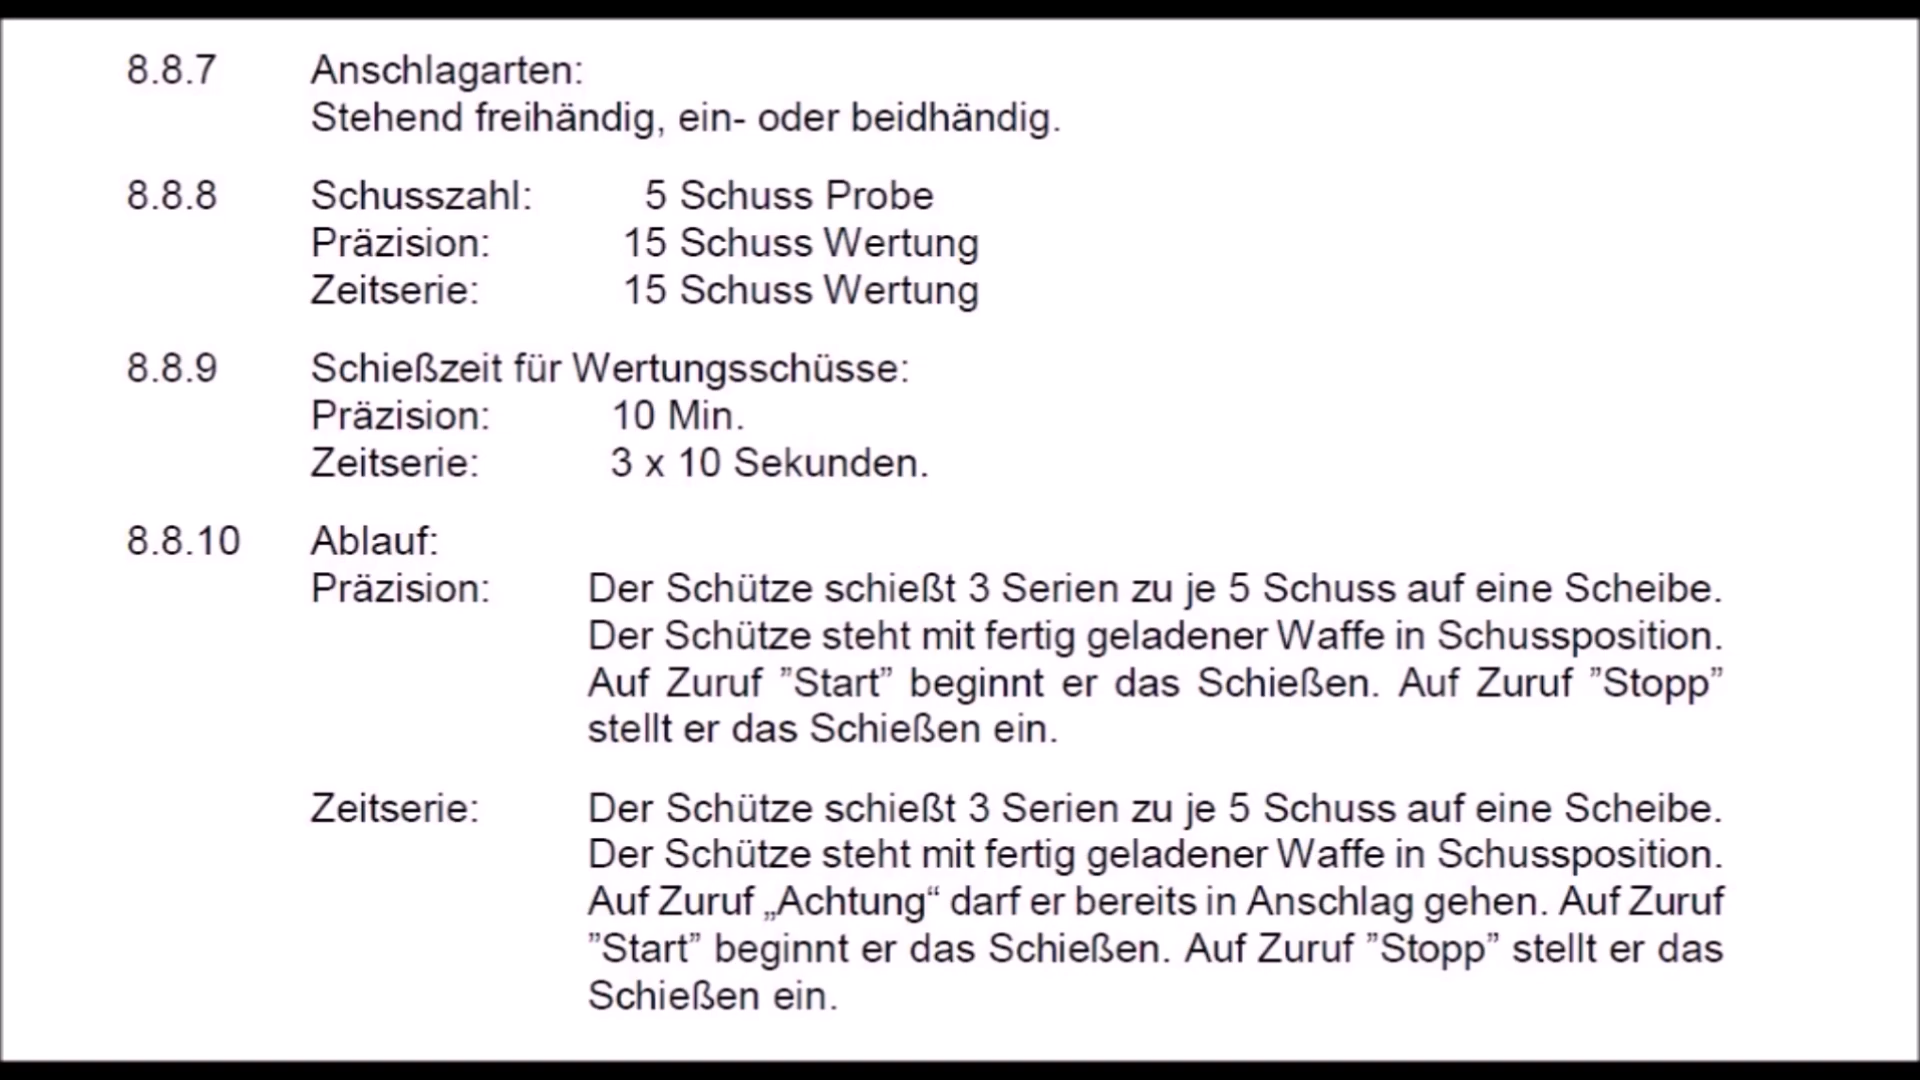 8.8.7 Anschlagarten:
Stehend freihändig, ein- oder beidhändig.
8.8.8 Schusszahl: 5 Schuss Probe
Präzision: 15 Schuss Wertung
Zeitserie: 15 Schuss Wertung
8.8.9 Schießzeit für Wertungsschüsse:
Präzision: 10 Min.
Zeitserie: 3 x 10 Sekunden.
8.8.10 Ablauf:
Präzision: Der Schütze schießt 3 Serien zu je 5 Schuss auf eine Scheibe.
Der Schütze steht mit fertig geladener Waffe in Schussposition.
Auf Zuruf ”Start” beginnt er das Schießen. Auf Zuruf ”Stopp”
stellt er das Schießen ein.
Zeitserie: Der Schütze schießt 3 Serien zu je 5 Schuss auf eine Scheibe.
Der Schütze steht mit fertig geladener Waffe in Schussposition.
Auf Zuruf „Achtung“ darf er bereits in Anschlag gehen. Auf Zuruf
”Start” beginnt er das Schießen. Auf Zuruf ”Stopp” stellt er das
Schießen ein.